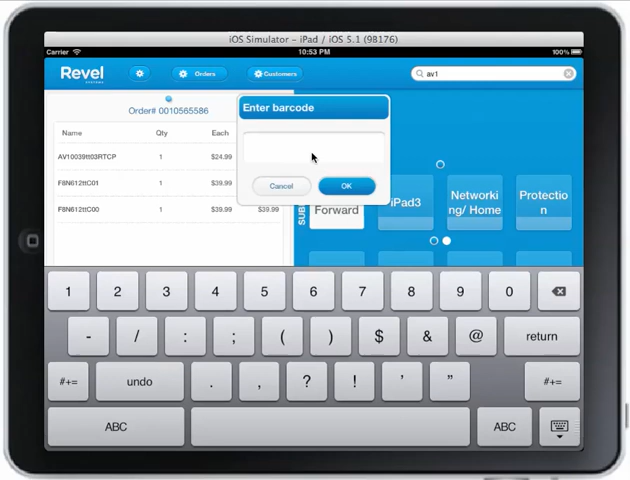 iOS Simulator – iPad / iOS 5.1 (98176)
Carrier 10:53 PM 100%
Revel Orders Customers av1
SYSTEMS
Enter barcode
Order# 0010565586
Name Qty Each
AV10039tt03RTCP 1 $24.99
F8N612ttC01 1 $39.99
F8N612ttC00 1 $39.99 $39.99
Cancel OK
SUB
Forward iPad3 Networki
ng/ Home Protectio
n
1 2 3 4 5 6 7 8 9 0
- / : ; ( ) $ & @ return
#+= undo . , ? ! ' " #+=
ABC ABC